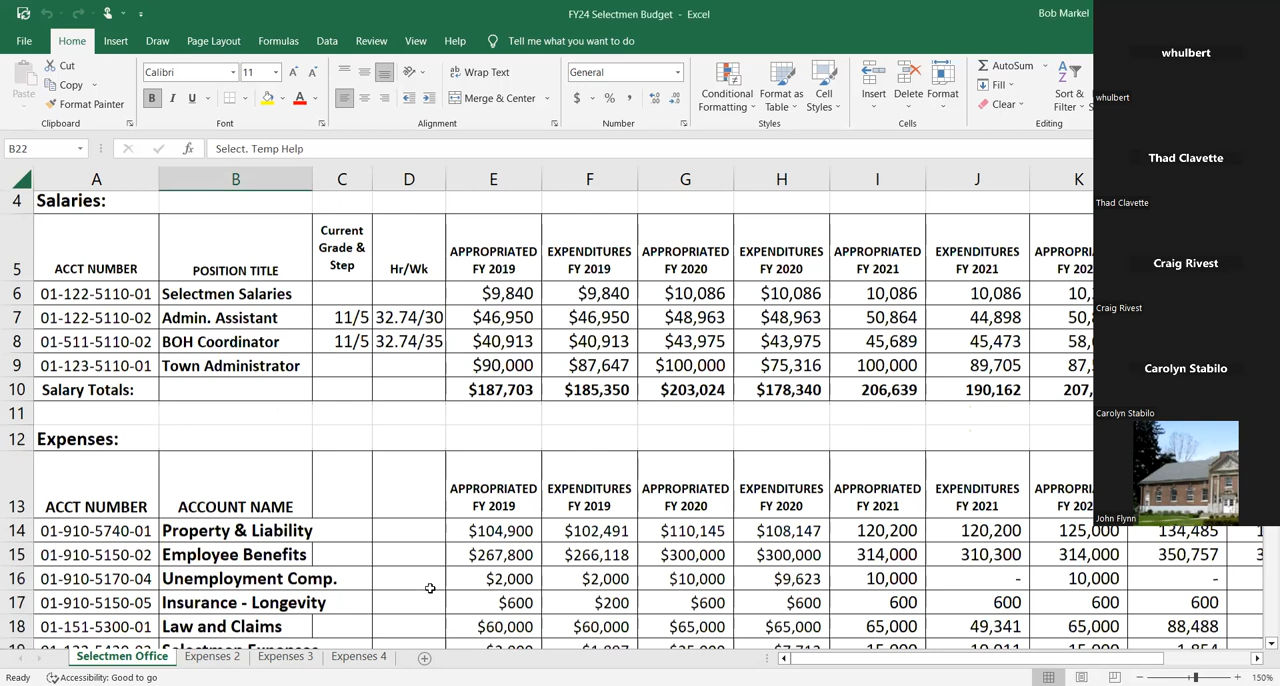 FY24 Selectmen Budget - Excel
Bob Markel
File Home Insert Draw Page Layout Formulas Data Review View Help Tell me what you want to do
Paste
Cut
Copy
Format Painter
Clipboard
Calibri 11
B I U
Font
Wrap Text
Merge & Center
Alignment
General
$ % ,
Number
Conditional Formatting
Format as Table
Cell Styles
Styles
Insert
Delete
Format
Cells
AutoSum
Fill
Clear
Sort & Filter
Editing
B22 fx Select. Temp Help
A B C D E F G H I J K
4 Salaries:
5 ACCT NUMBER POSITION TITLE Current Grade & Step Hr/Wk APPROPRIATED FY 2019 EXPENDITURES FY 2019 APPROPRIATED FY 2020 EXPENDITURES FY 2020 APPROPRIATED FY 2021 EXPENDITURES FY 2021
6 01-122-5110-01 Selectmen Salaries $9,840 $9,840 $10,086 $10,086 10,086 10,086 10,
7 01-122-5110-02 Admin. Assistant 11/5 32.74/30 $46,950 $46,950 $48,963 $48,963 50,864 44,898 50,
8 01-511-5110-02 BOH Coordinator 11/5 32.74/35 $40,913 $40,913 $43,975 $43,975 45,689 45,473 58,
9 01-123-5110-01 Town Administrator $90,000 $87,647 $100,000 $75,316 100,000 89,705 87,
10 Salary Totals: $187,703 $185,350 $203,024 $178,340 206,639 190,162 207,
11
12 Expenses:
13 ACCT NUMBER ACCOUNT NAME APPROPRIATED FY 2019 EXPENDITURES FY 2019 APPROPRIATED FY 2020 EXPENDITURES FY 2020 APPROPRIATED FY 2021 EXPENDITURES FY 2021
14 01-910-5740-01 Property & Liability $104,900 $102,491 $110,145 $108,147 120,200 120,200 125,000 134,485
15 01-910-5150-02 Employee Benefits $267,800 $266,118 $300,000 $300,000 314,000 310,300 314,000 350,757
16 01-910-5170-04 Unemployment Comp. $2,000 $2,000 $10,000 $9,623 10,000 - 10,000 -
17 01-910-5150-05 Insurance - Longevity $600 $200 $600 $600 600 600 600 600
18 01-151-5300-01 Law and Claims $60,000 $60,000 $65,000 $65,000 65,000 49,341 65,000 88,488
Selectmen Office Expenses 2 Expenses 3 Expenses 4
Ready Accessibility: Good to go
150%
whulbert
whulbert
Thad Clavette
Thad Clavette
Craig Rivest
Craig Rivest
Carolyn Stabilo
Carolyn Stabilo
John Flynn